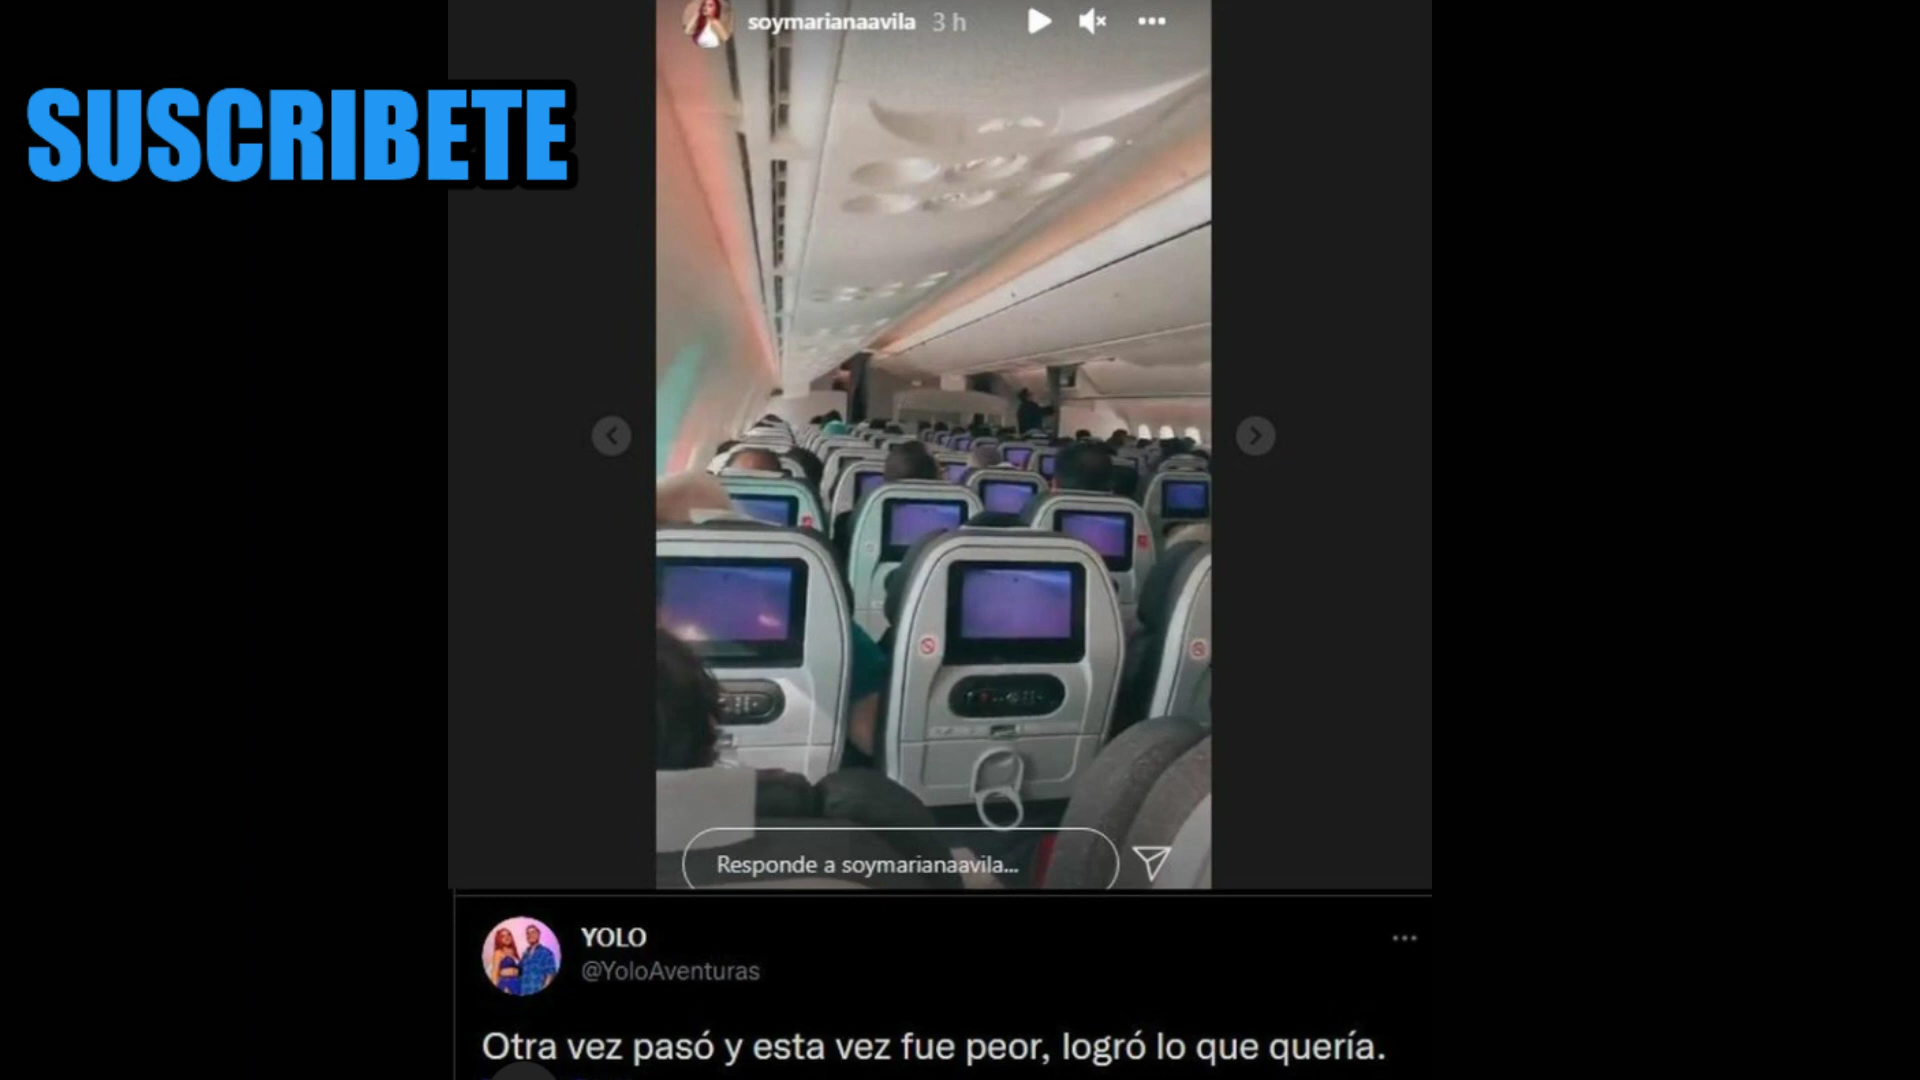 soymarianaavila 3 h
SUSCRIBETE
Responde a soymarianaavila...
YOLO
@YoloAventuras
Otra vez pasó y esta vez fue peor, logró lo que quería.